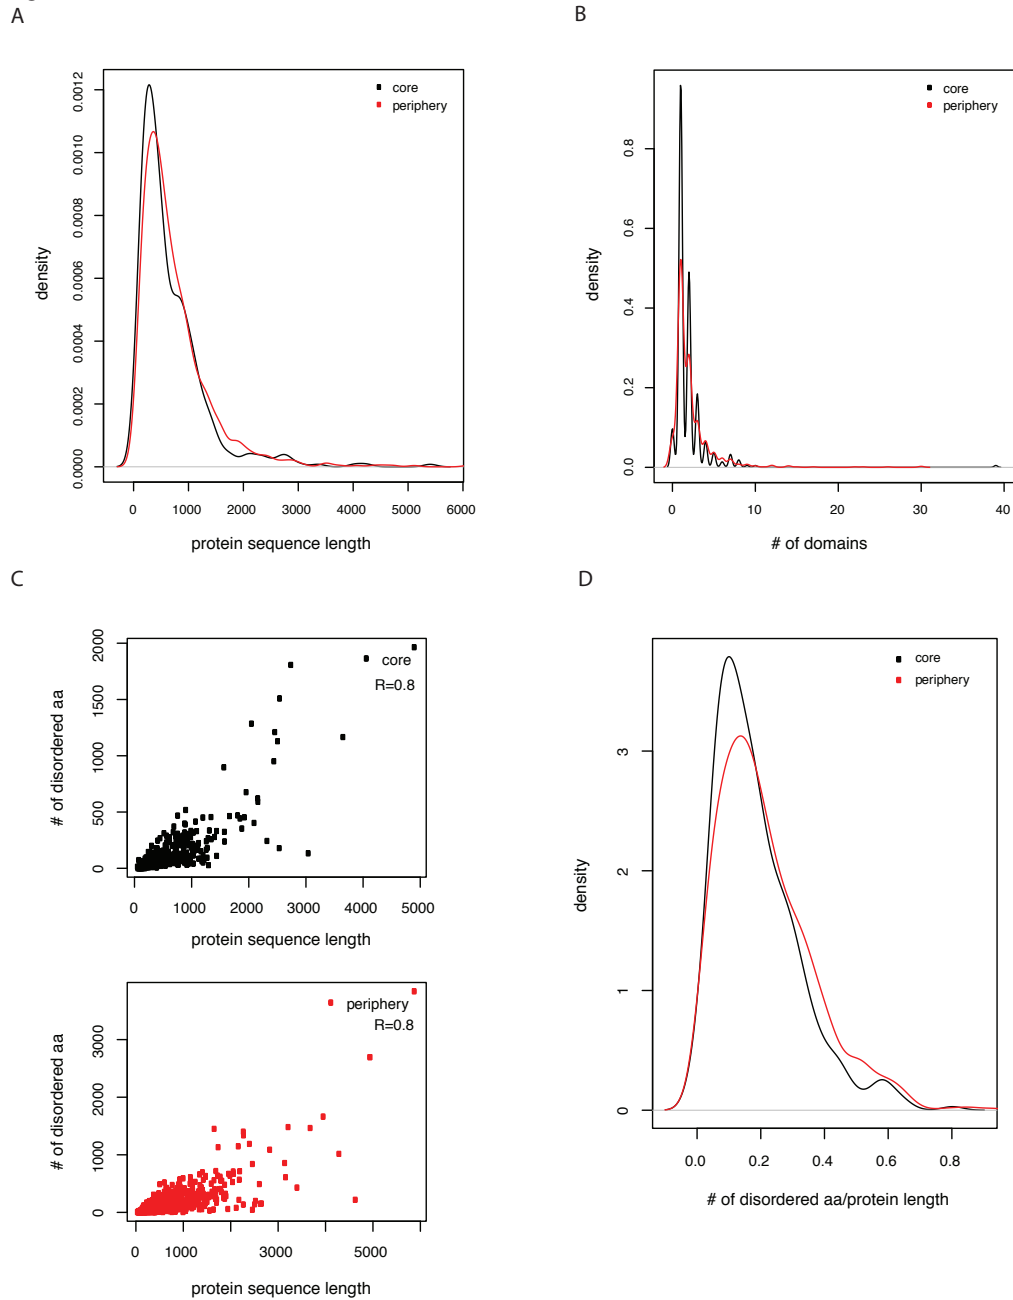 A
core
periphery
density
0.0000 0.0002 0.0004 0.0006 0.0008 0.0010 0.0012
0 1000 2000 3000 4000 5000 6000
protein sequence length
B
core
periphery
density
0.0 0.2 0.4 0.6 0.8
0 10 20 30 40
# of domains
C
core
R=0.8
# of disordered aa
0 500 1000 1500 2000
0 1000 2000 3000 4000 5000
protein sequence length
periphery
R=0.8
# of disordered aa
0 1000 2000 3000
0 1000 3000 5000
protein sequence length
D
core
periphery
density
0 1 2 3
0.0 0.2 0.4 0.6 0.8
# of disordered aa/protein length